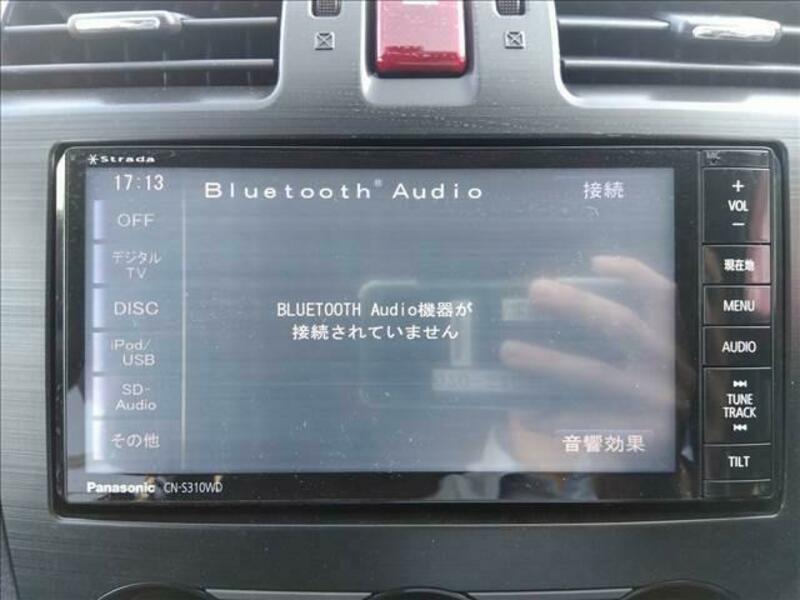 Strada
MIC
17:13
Bluetooth® Audio
接続
OFF
デジタル
TV
DISC
iPod/
USB
SD-
Audio
その他
BLUETOOTH Audio機器が
接続されていません
音響効果
+
VOL
−
現在地
MENU
AUDIO
TUNE
TRACK
TILT
Panasonic CN-S310WD